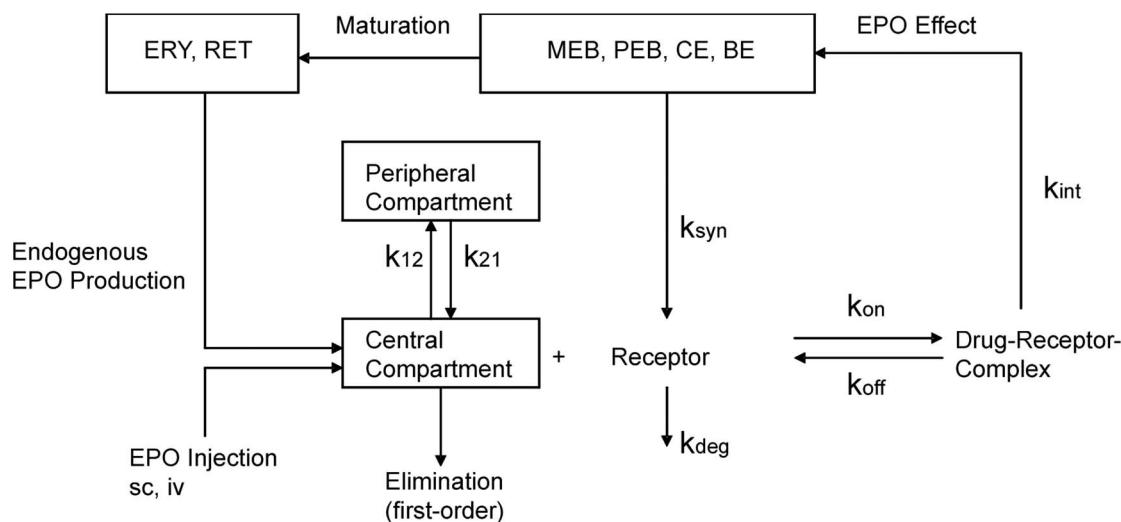 Maturation
EPO Effect
ERY, RET
MEB, PEB, CE, BE
Peripheral
Compartment
kint
ksyn
Endogenous
EPO Production
k12
k21
kon
Central
Compartment
+
Receptor
Drug-Receptor-
Complex
koff
kdeg
EPO Injection
sc, iv
Elimination
(first-order)